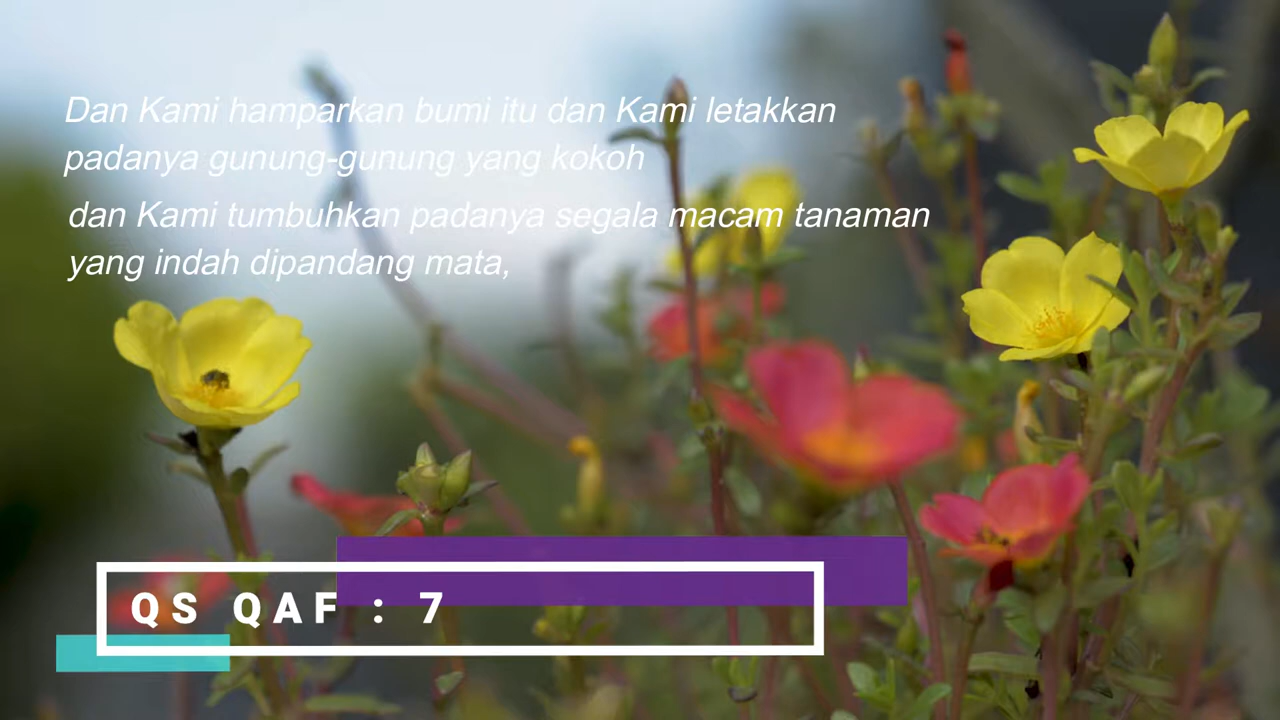 Dan Kami hamparkan bumi itu dan Kami letakkan
padanya gunung-gunung yang kokoh
dan Kami tumbuhkan padanya segala macam tanaman
yang indah dipandang mata,
QS QAF : 7